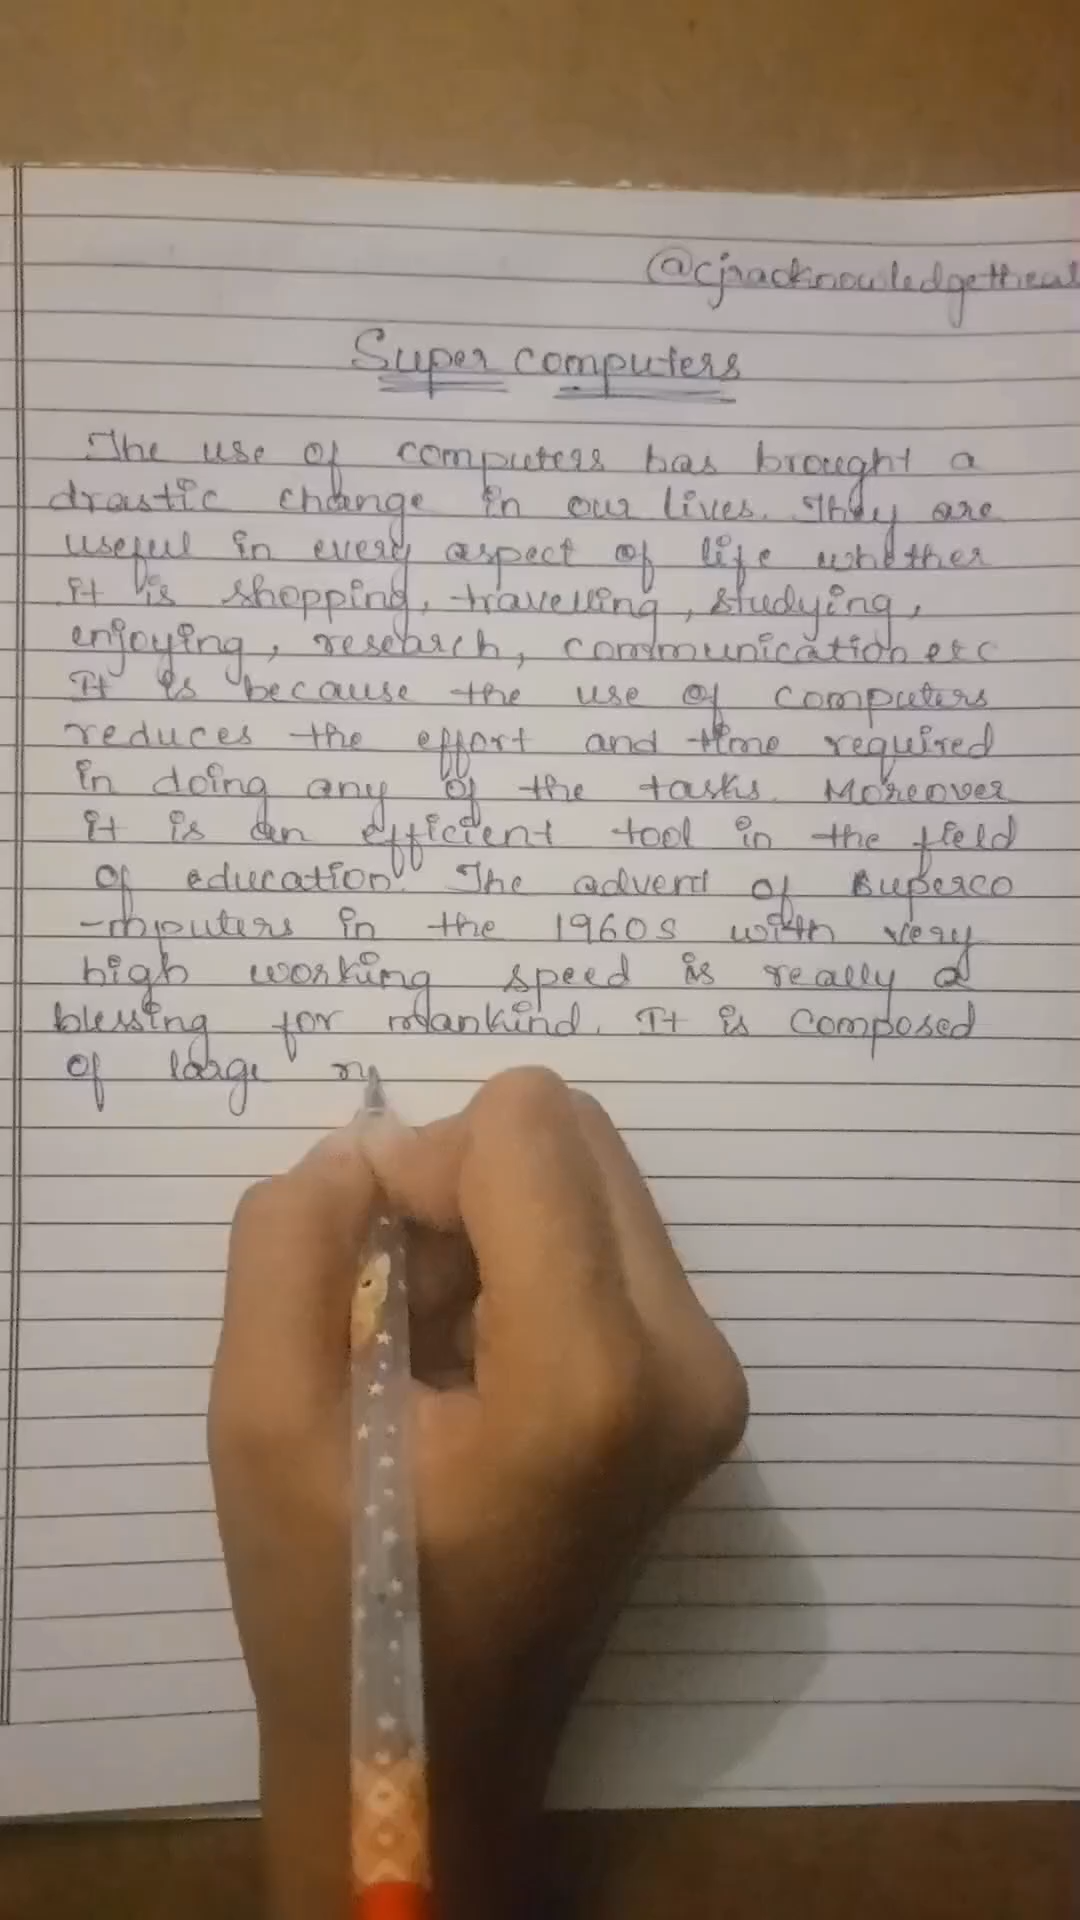 @cjracknowledgetheal
Super computers
The use of computers has brought a
drastic change in our lives. They are
useful in every aspect of life whether
it is shopping, travelling, studying,
enjoying, research, communication etc
It is because the use of computers
reduces the effort and time required
in doing any of the tasks. Moreover
it is an efficient tool in the field
of education. The advent of superco
-mputers in the 1960s with very
high working speed is really a
blessing for mankind. It is composed
of large